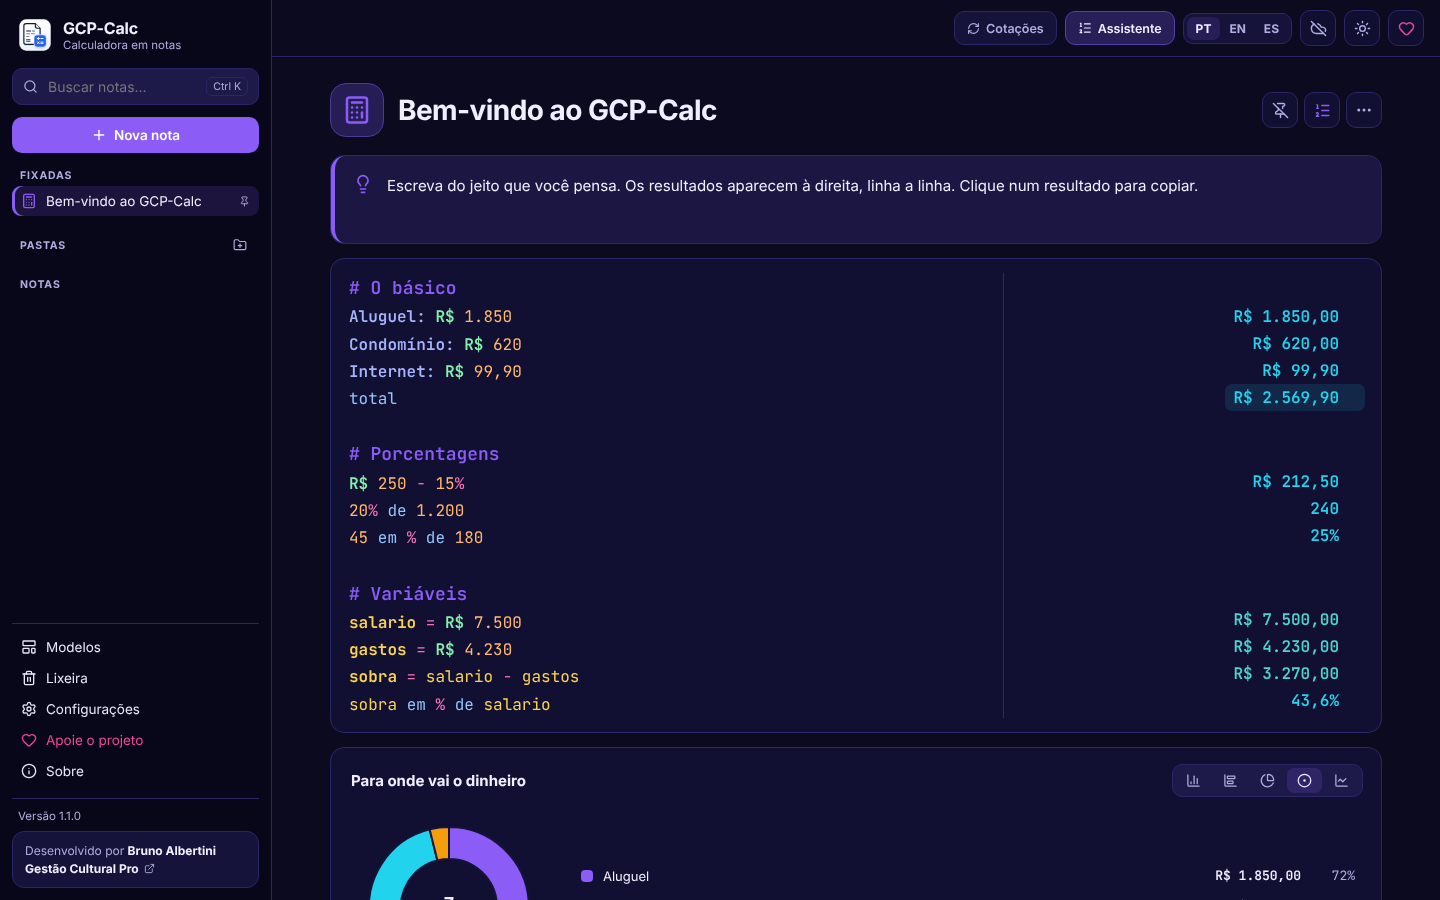 GCP-Calc
Calculadora em notas
Buscar notas...
Ctrl K
Nova nota
FIXADAS
Bem-vindo ao GCP-Calc
PASTAS
NOTAS
Modelos
Lixeira
Configurações
Apoie o projeto
Sobre
Versão 1.1.0
Desenvolvido por Bruno Albertini
Gestão Cultural Pro
Cotações
Assistente
PT EN ES
Bem-vindo ao GCP-Calc
Escreva do jeito que você pensa. Os resultados aparecem à direita, linha a linha. Clique num resultado para copiar.
# O básico
Aluguel: R$ 1.850 R$ 1.850,00
Condomínio: R$ 620 R$ 620,00
Internet: R$ 99,90 R$ 99,90
total R$ 2.569,90
# Porcentagens
R$ 250 - 15% R$ 212,50
20% de 1.200 240
45 em % de 180 25%
# Variáveis
salario = R$ 7.500 R$ 7.500,00
gastos = R$ 4.230 R$ 4.230,00
sobra = salario - gastos R$ 3.270,00
sobra em % de salario 43,6%
Para onde vai o dinheiro
Aluguel R$ 1.850,00 72%